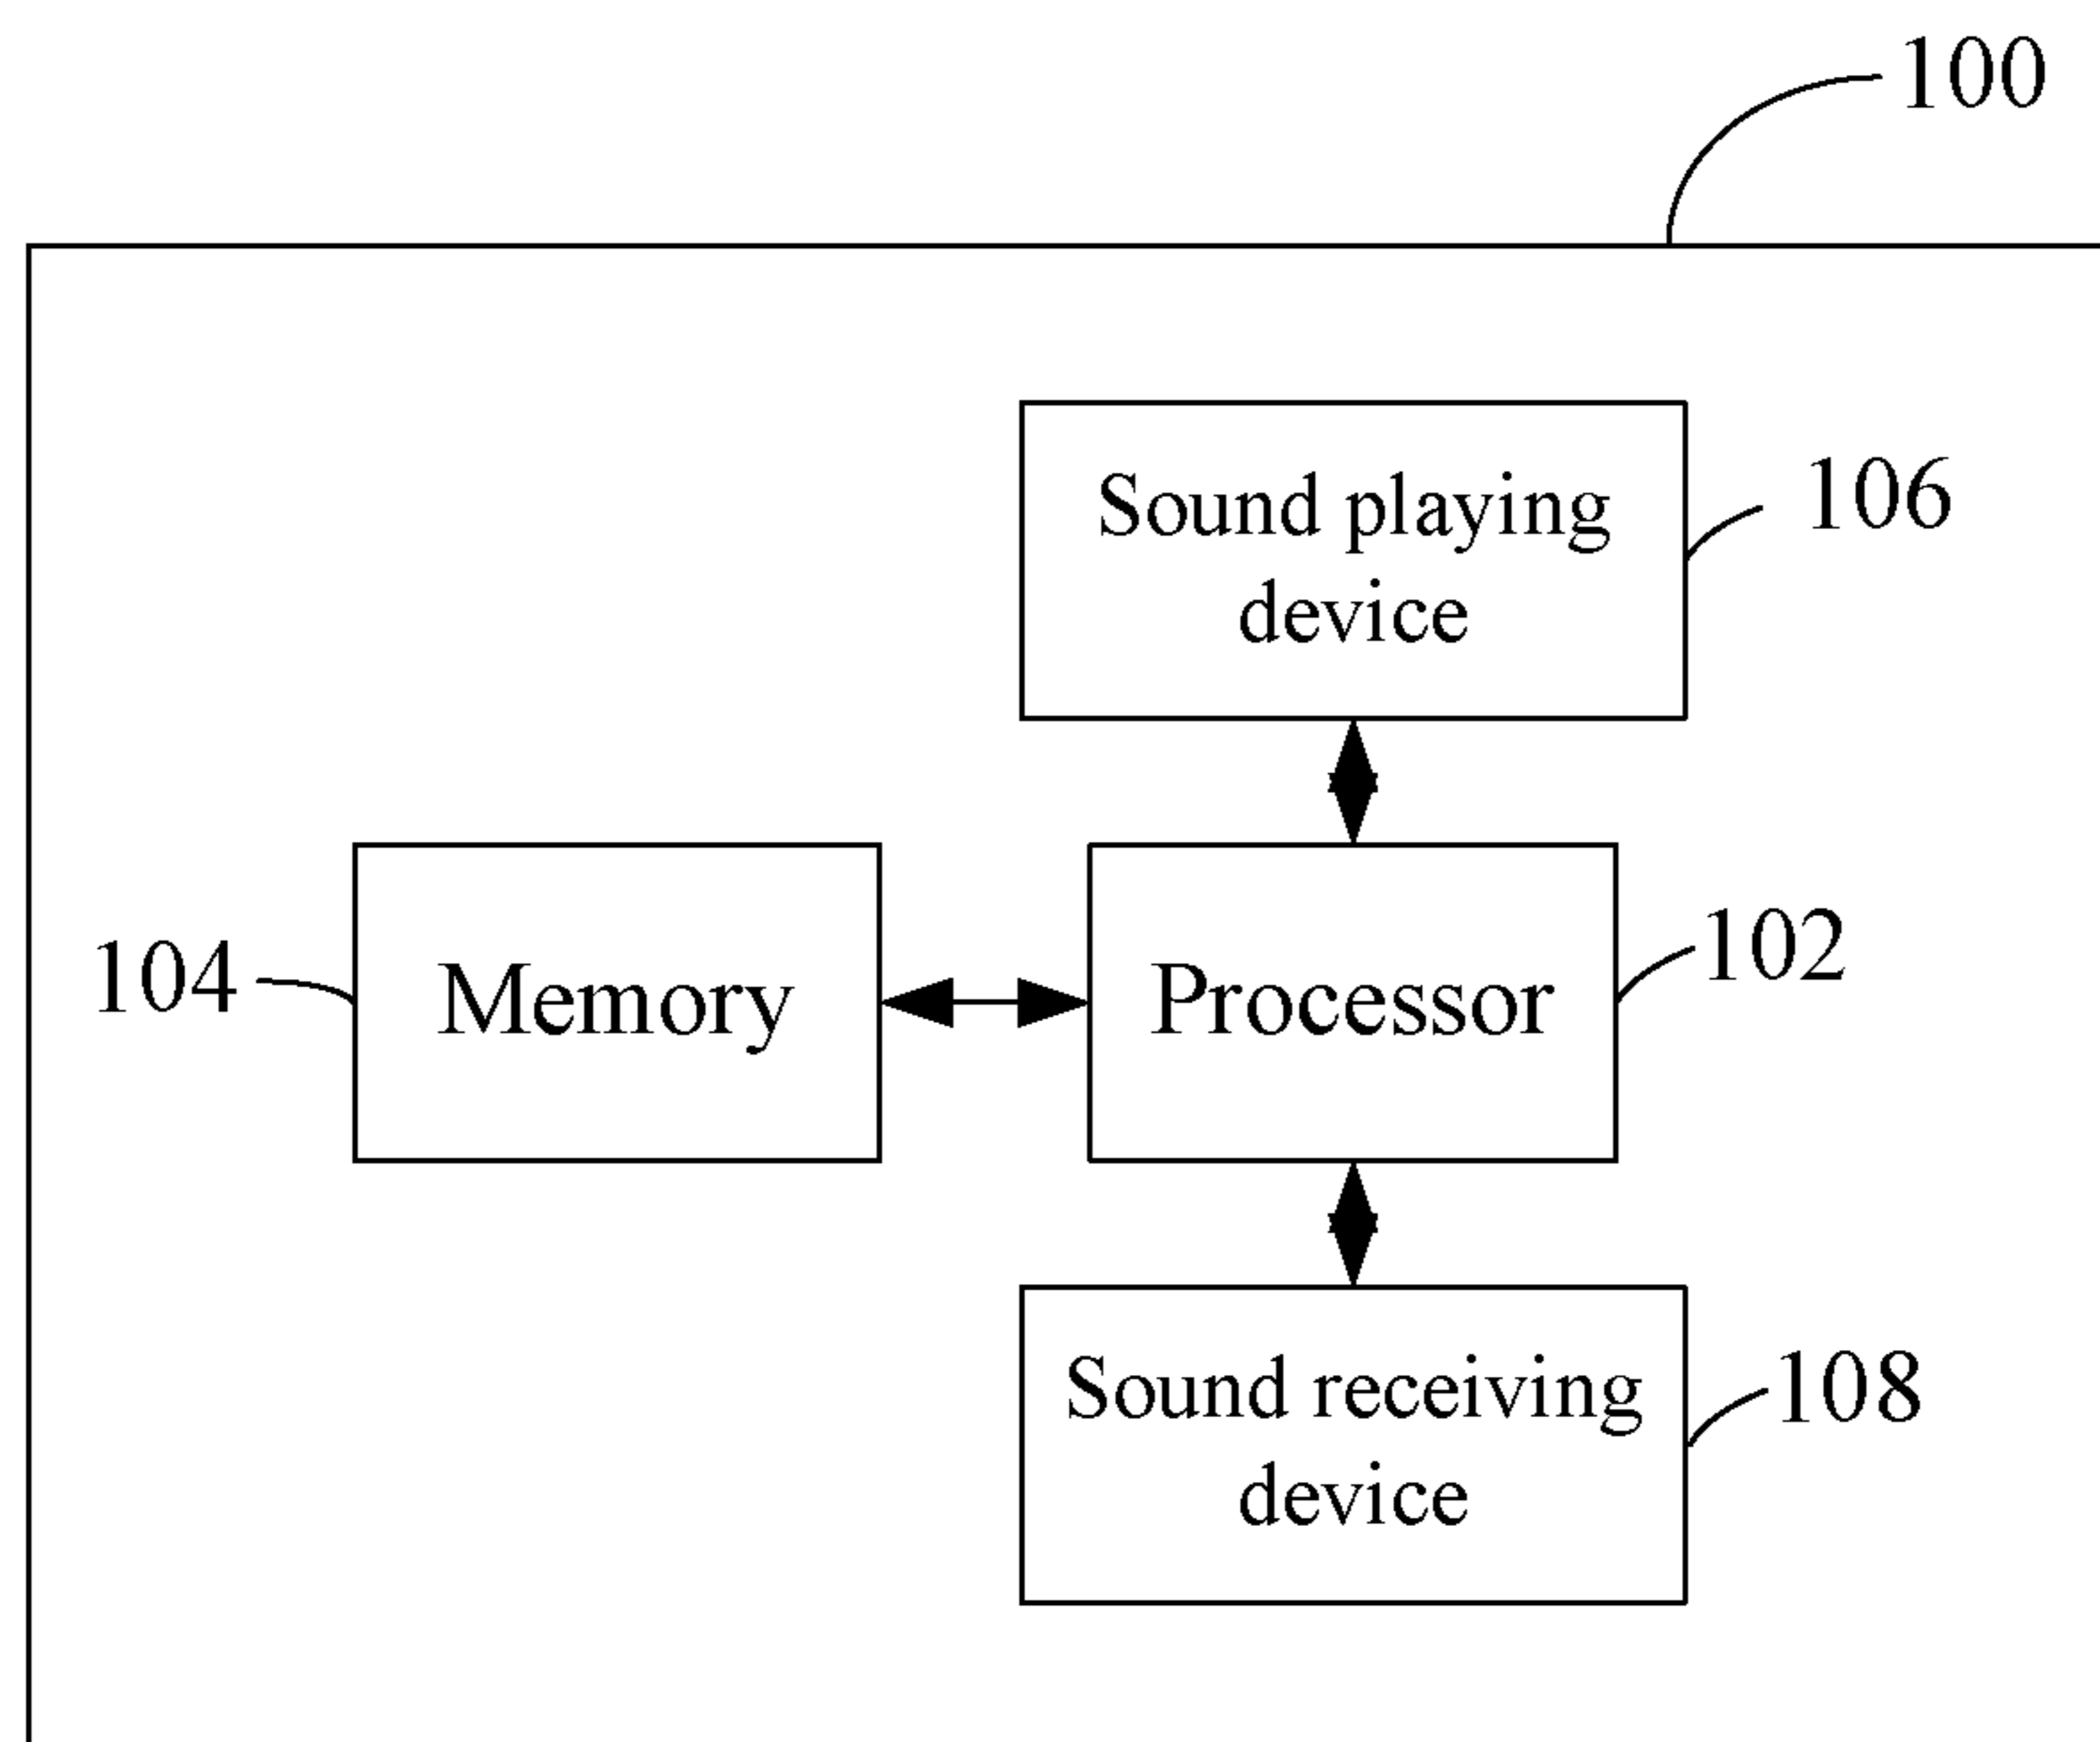 100
Sound playing
device
106
104
Memory
Processor
102
Sound receiving
device
108